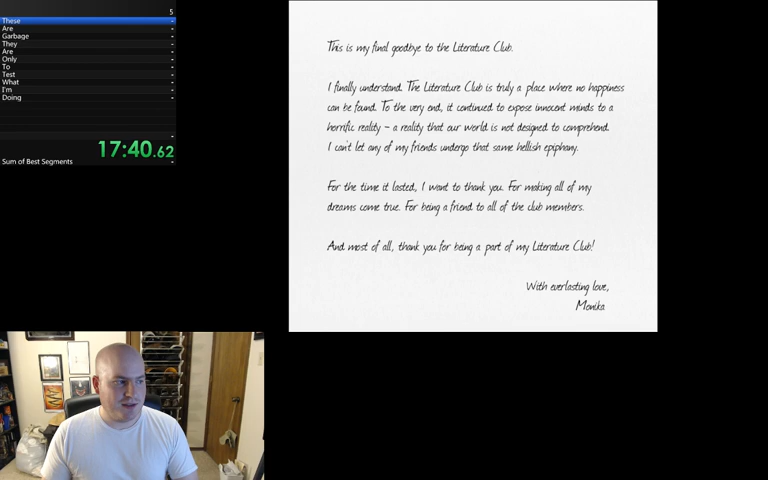 5
These -
Are -
Garbage -
They -
Are -
Only -
To -
Test -
What -
I'm -
Doing -
-
17:40.62
Sum of Best Segments -
This is my final goodbye to the Literature Club.
I finally understand. The Literature Club is truly a place where no happiness
can be found. To the very end, it continued to expose innocent minds to a
horrific reality - a reality that our world is not designed to comprehend.
I can't let any of my friends undergo that same hellish epiphany.
For the time it lasted, I want to thank you. For making all of my
dreams come true. For being a friend to all of the club members.
And most of all, thank you for being a part of my Literature Club!
With everlasting love,
Monika